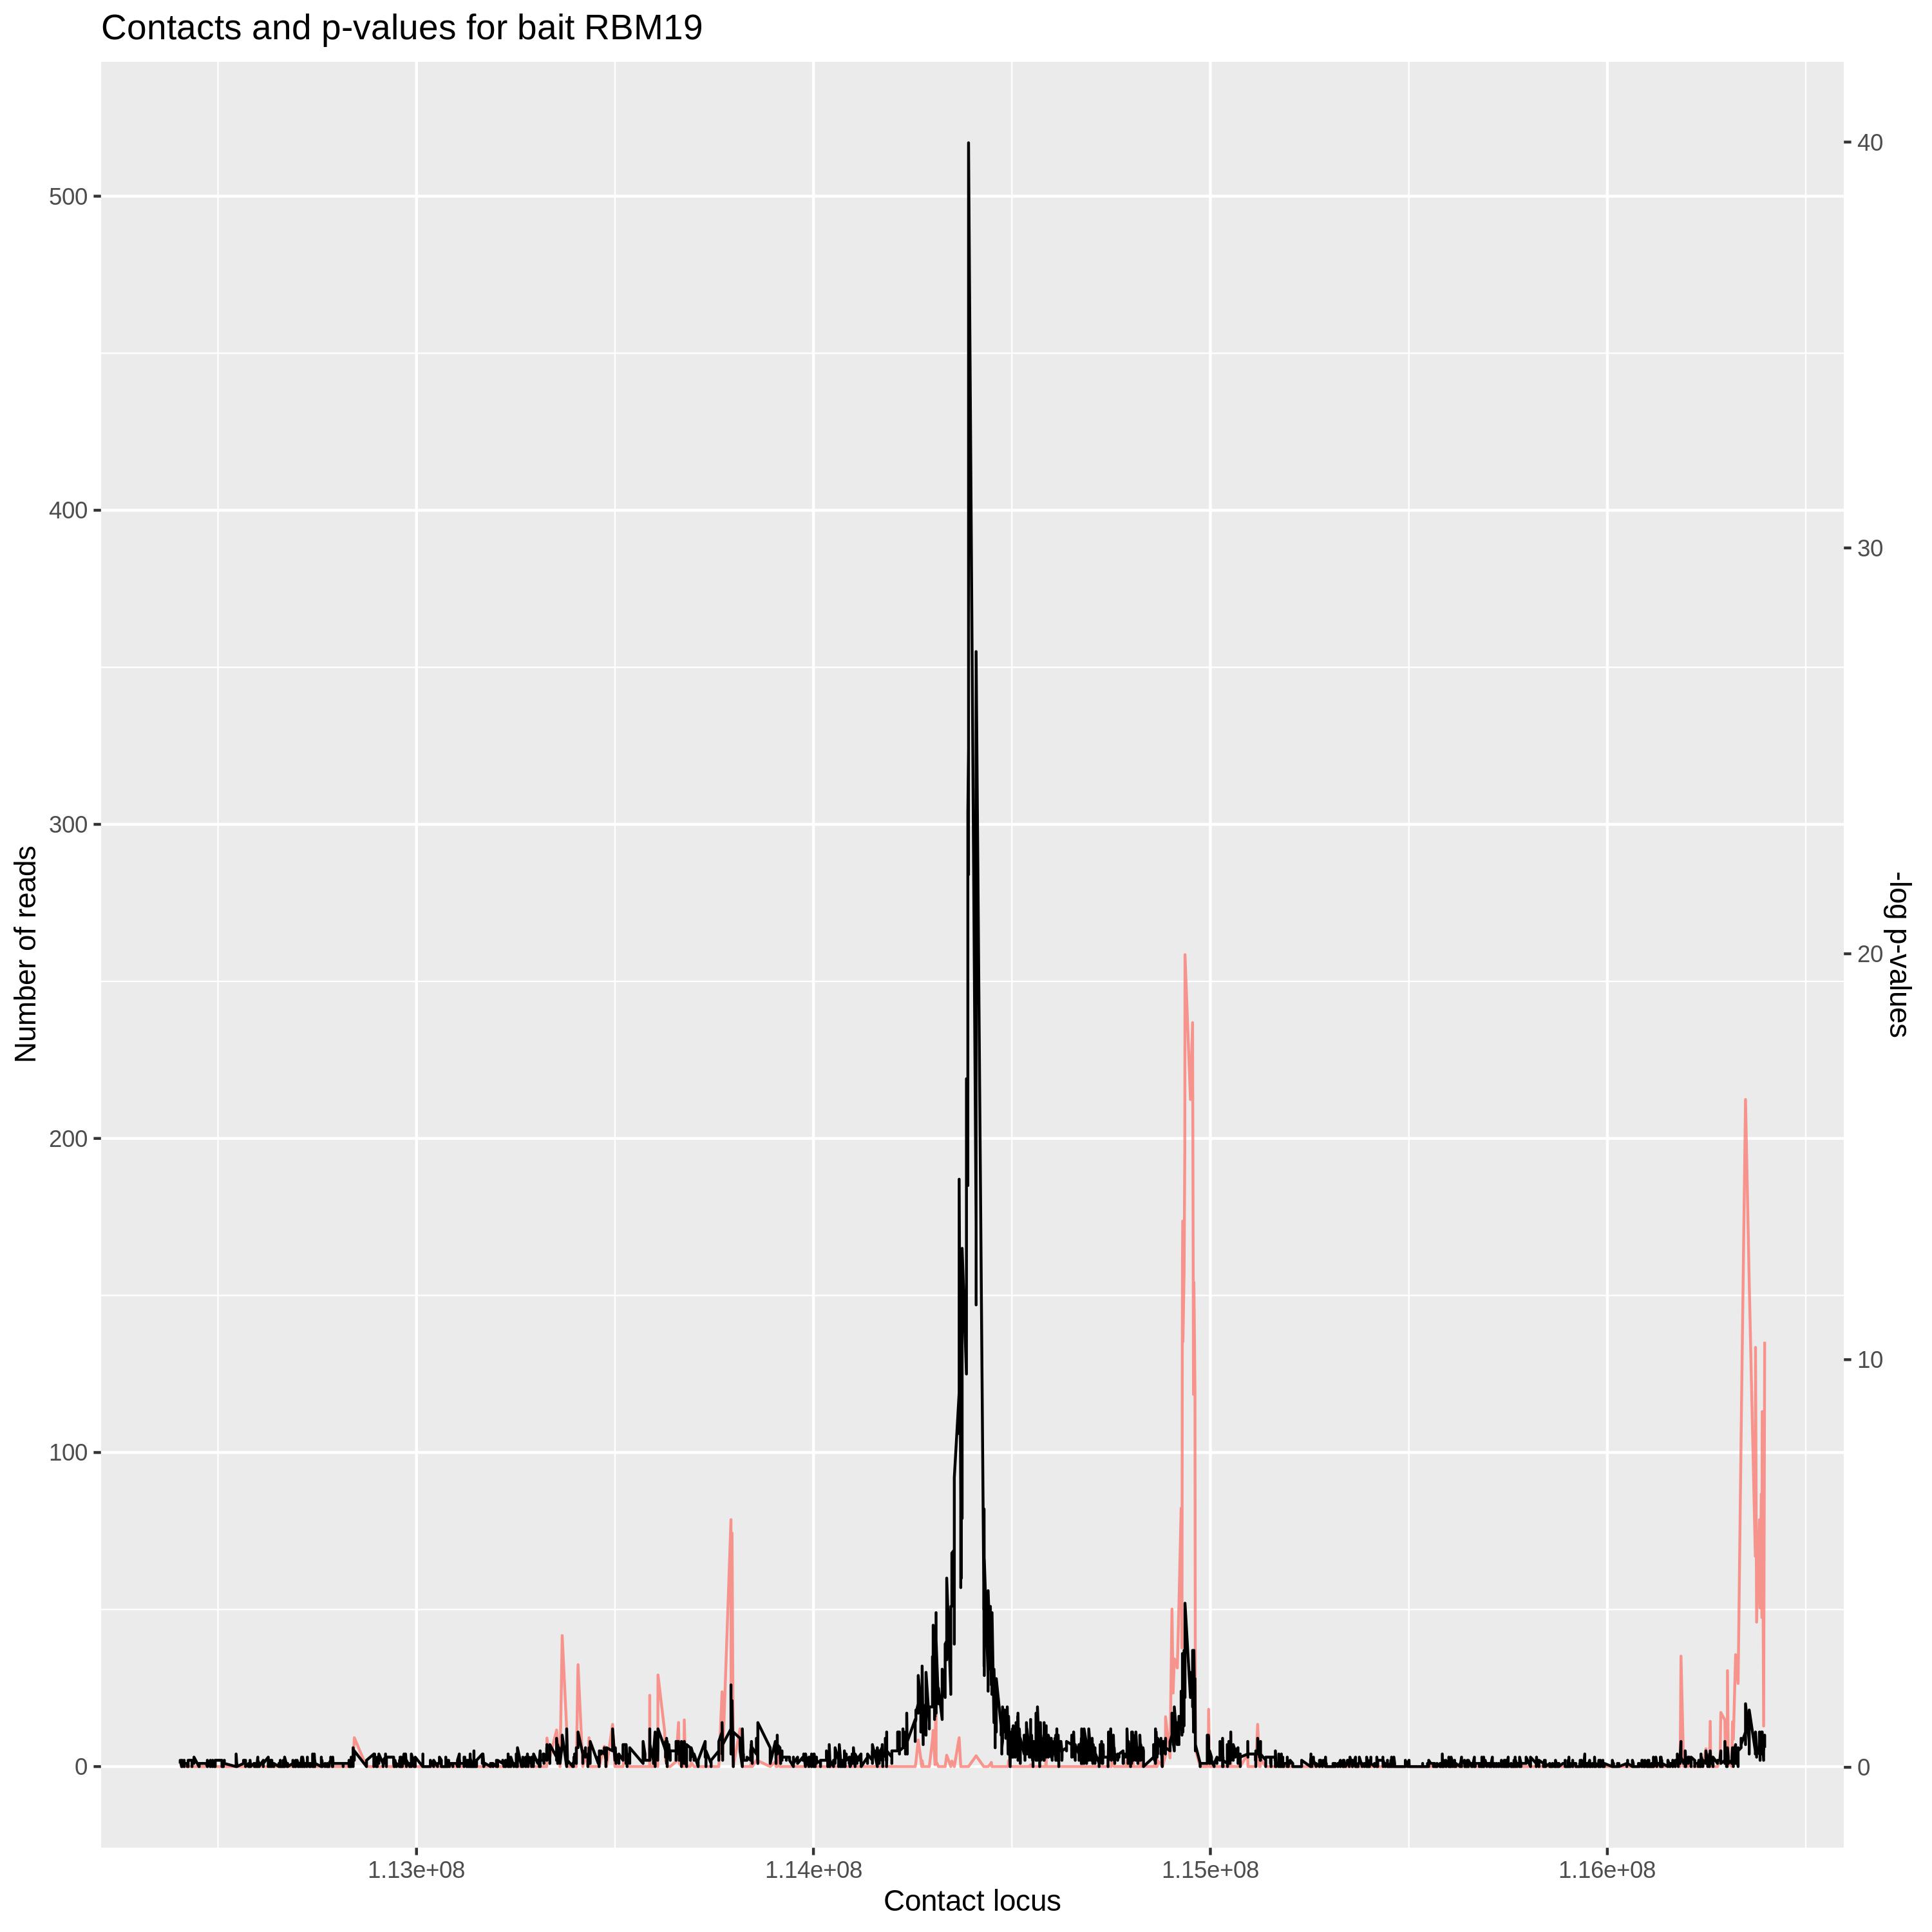 Contacts and p-values for bait RBM19
Number of reads
500
400
300
200
100
0
40
30
20
10
0
-log p-values
1.13e+08
1.14e+08
1.15e+08
1.16e+08
Contact locus